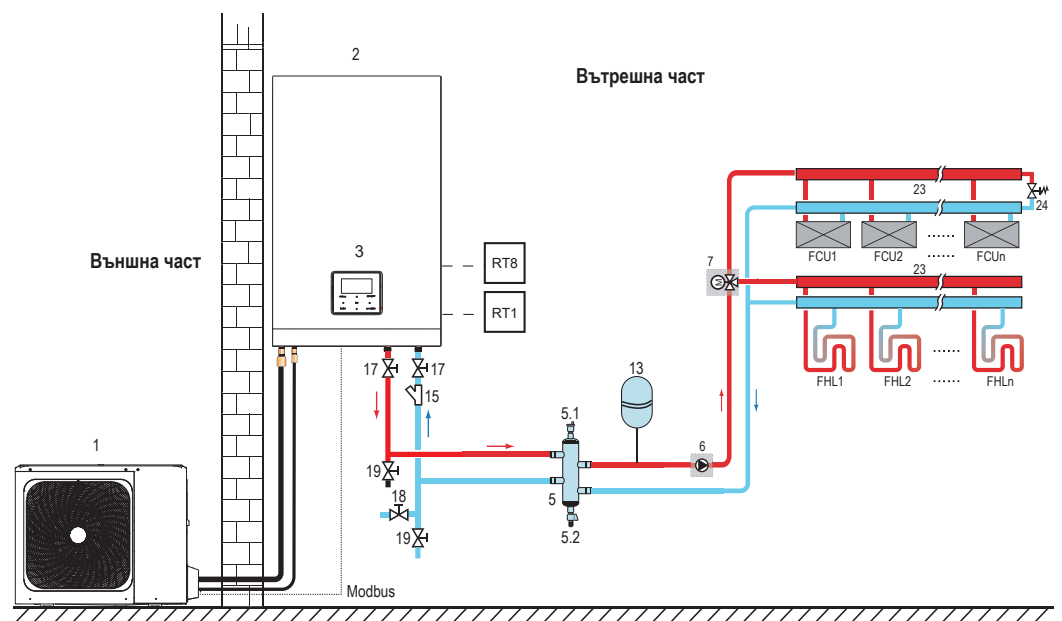 2
Вътрешна част
23
24
FCU1
FCU2
......
......
FCUn
Външна част
3
RT8
7
M
23
RT1
17
17
13
......
......
FHL1
FHL2
FHLn
15
5.1
1
6
19
18
5
19
5.2
Modbus